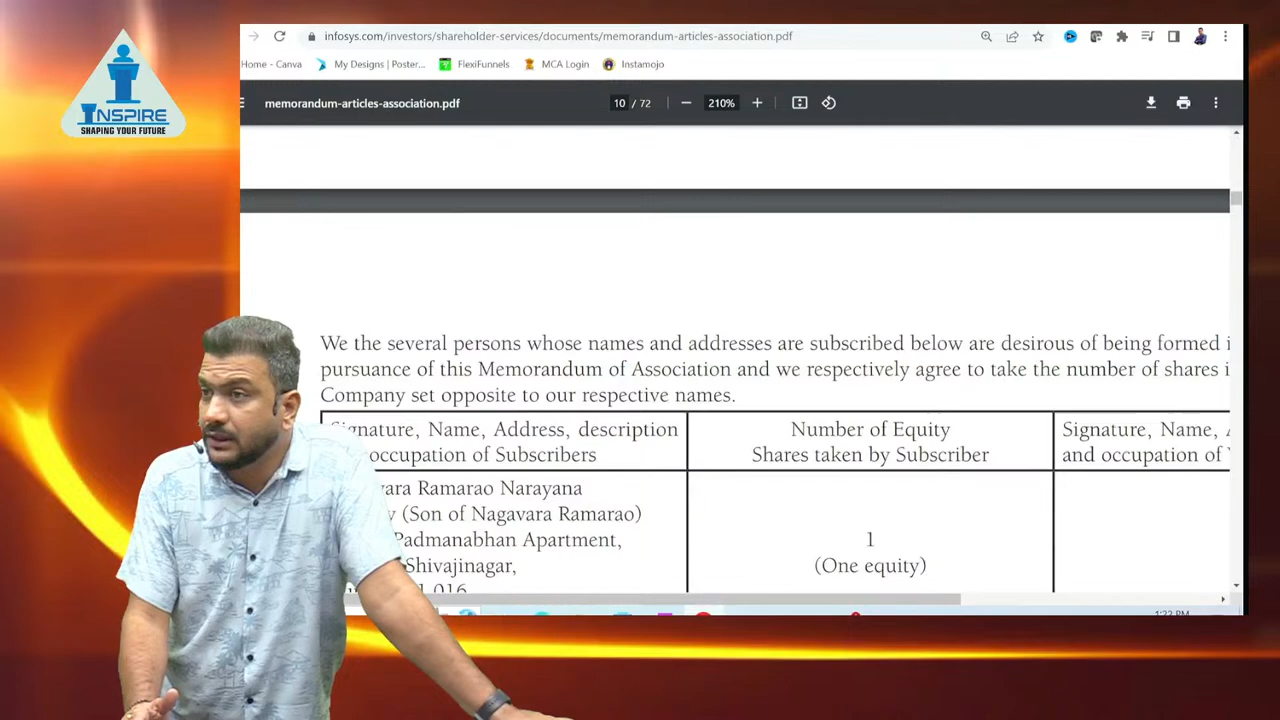 INSPIRE
SHAPING YOUR FUTURE
infosys.com/investors/shareholder-services/documents/memorandum-articles-association.pdf
Home - Canva My Designs | Poster... FlexiFunnels MCA Login Instamojo
memorandum-articles-association.pdf 10 / 72 210%
We the several persons whose names and addresses are subscribed below are desirous of being formed i
pursuance of this Memorandum of Association and we respectively agree to take the number of shares i
Company set opposite to our respective names.
Signature, Name, Address, description
occupation of Subscribers
Number of Equity
Shares taken by Subscriber
Signature, Name,
and occupation of
vara Ramarao Narayana
y (Son of Nagavara Ramarao)
Padmanabhan Apartment,
Shivajinagar,
1 016
1
(One equity)
1:22 PM